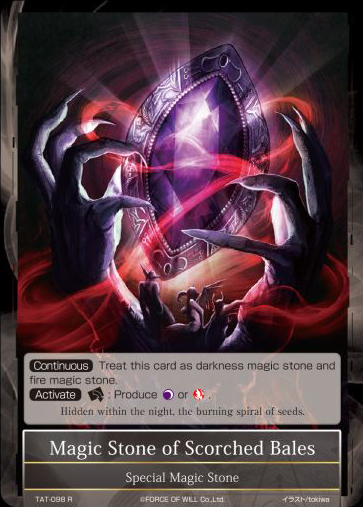 Continuous Treat this card as darkness magic stone and
fire magic stone.
Activate : Produce or .
Hidden within the night, the burning spiral of seeds.
Magic Stone of Scorched Bales
Special Magic Stone
TAT-098 R ©FORCE OF WILL Co.,Ltd. イラスト/tokiwa